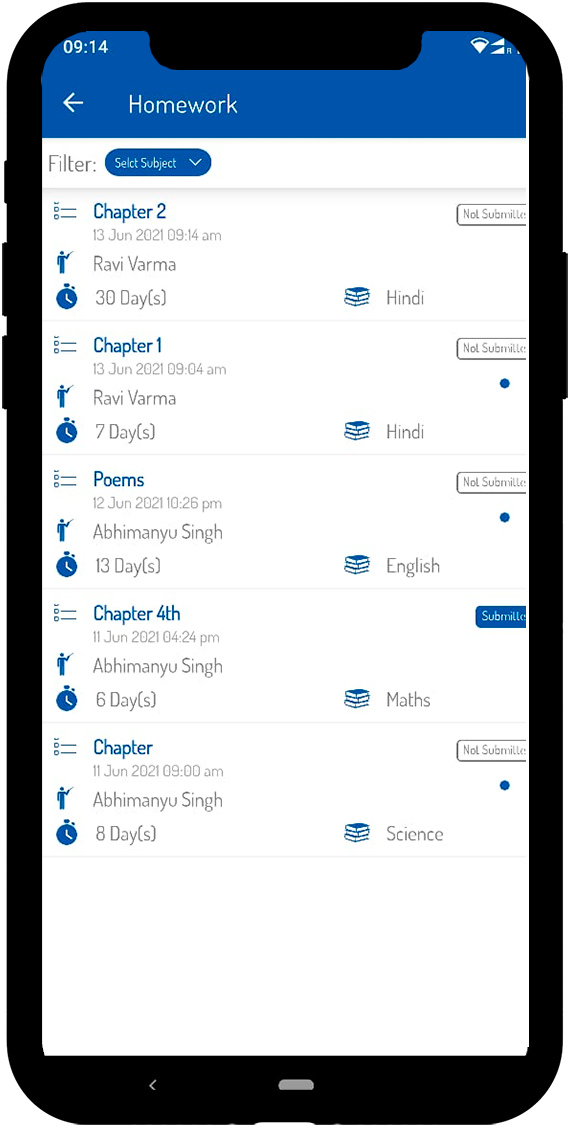 09:14
R
Homework
Filter: Selct Subject
Chapter 2 Not Submitte
13 Jun 2021 09:14 am
Ravi Varma
30 Day(s) Hindi
Chapter 1 Not Submitte
13 Jun 2021 09:04 am
Ravi Varma
7 Day(s) Hindi
Poems Not Submitte
12 Jun 2021 10:26 pm
Abhimanyu Singh
13 Day(s) English
Chapter 4th Submitte
11 Jun 2021 04:24 pm
Abhimanyu Singh
6 Day(s) Maths
Chapter Not Submitte
11 Jun 2021 09:00 am
Abhimanyu Singh
8 Day(s) Science